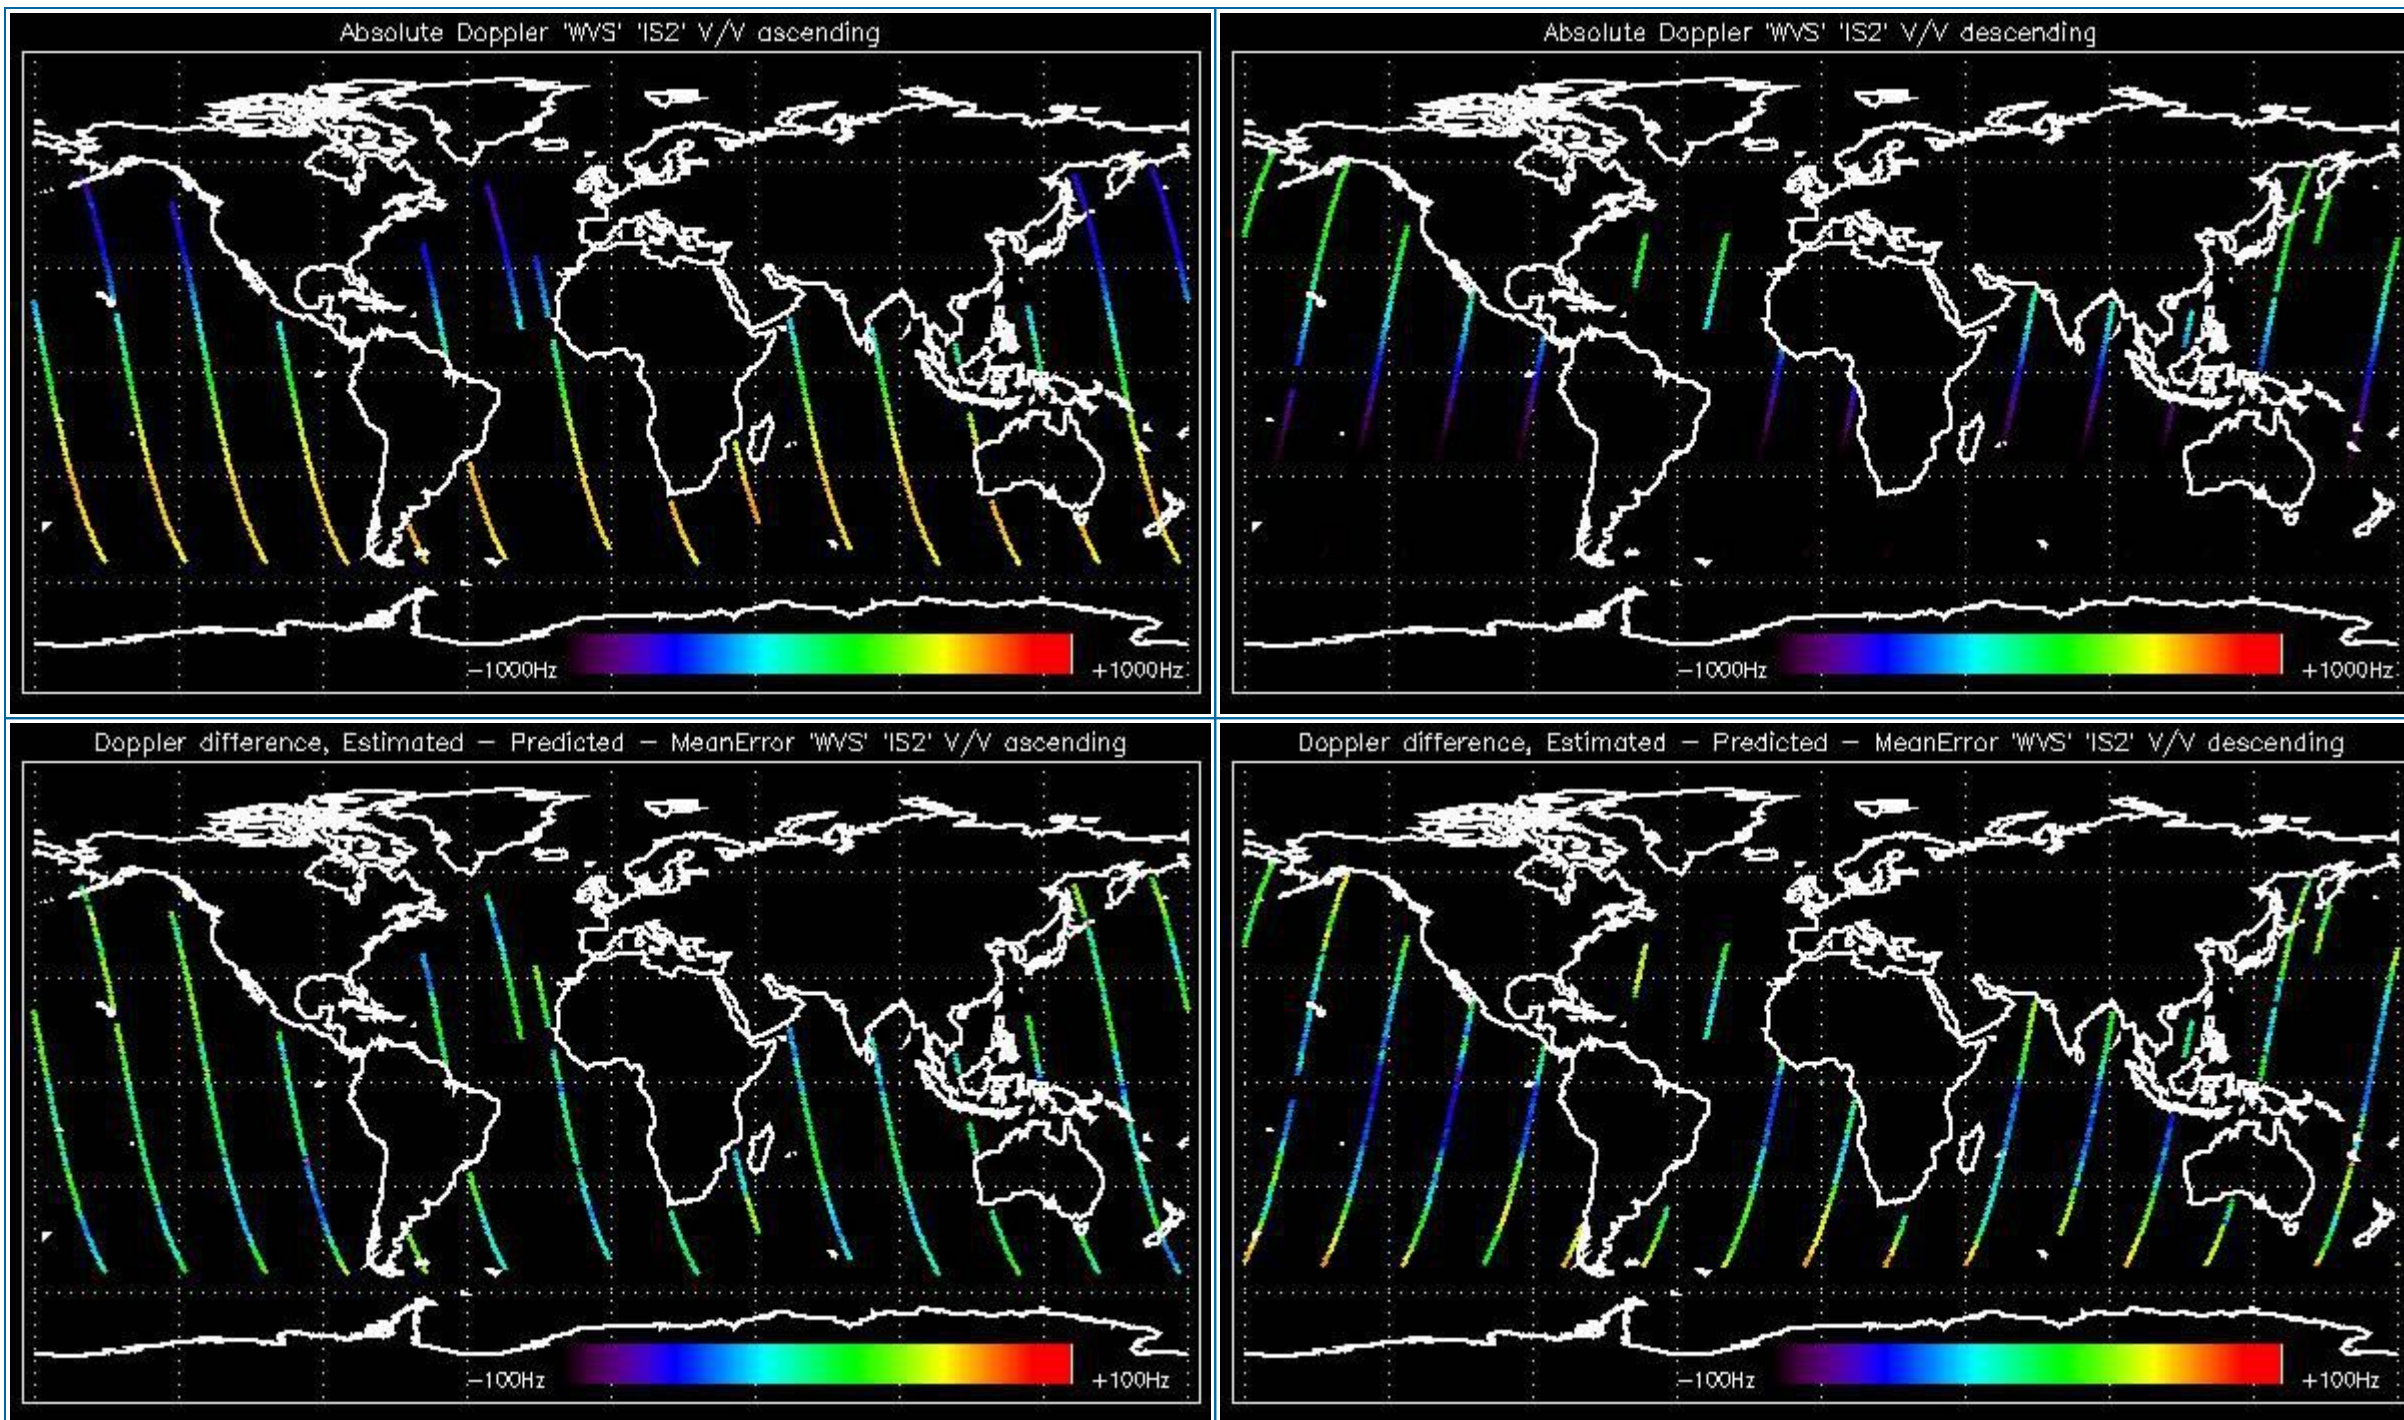 Absolute Doppler 'WVS' 'IS2' V/V ascending
-1000Hz
+1000Hz
Absolute Doppler 'WVS' 'IS2' V/V descending
-1000Hz
+1000Hz
Doppler difference, Estimated - Predicted - MeanError 'WVS' 'IS2' V/V ascending
-100Hz
+100Hz
Doppler difference, Estimated - Predicted - MeanError 'WVS' 'IS2' V/V descending
-100Hz
+100Hz